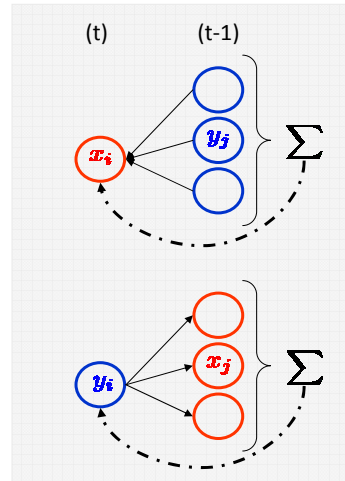 (t) (t-1)
y_j
x_i ∑
x_j
y_i ∑